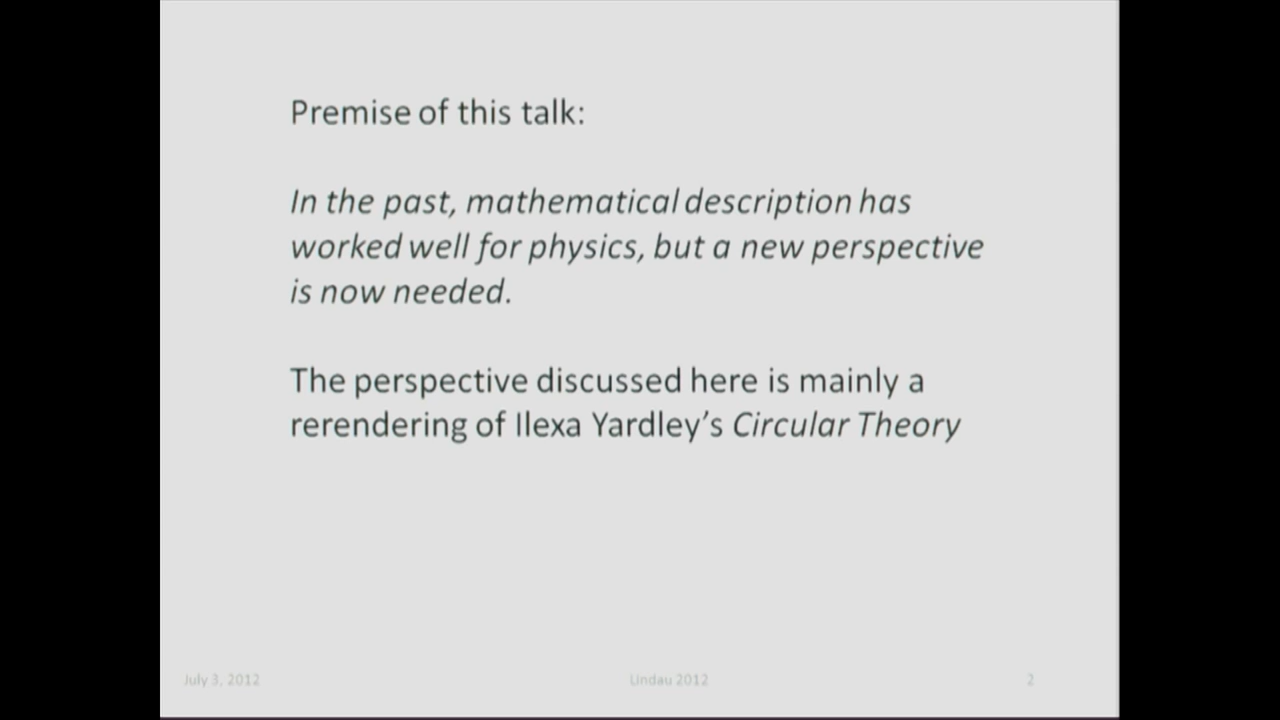 Premise of this talk:
In the past, mathematical description has
worked well for physics, but a new perspective
is now needed.
The perspective discussed here is mainly a
rerendering of Ilexa Yardley’s Circular Theory
July 3, 2012
Lindau 2012
2